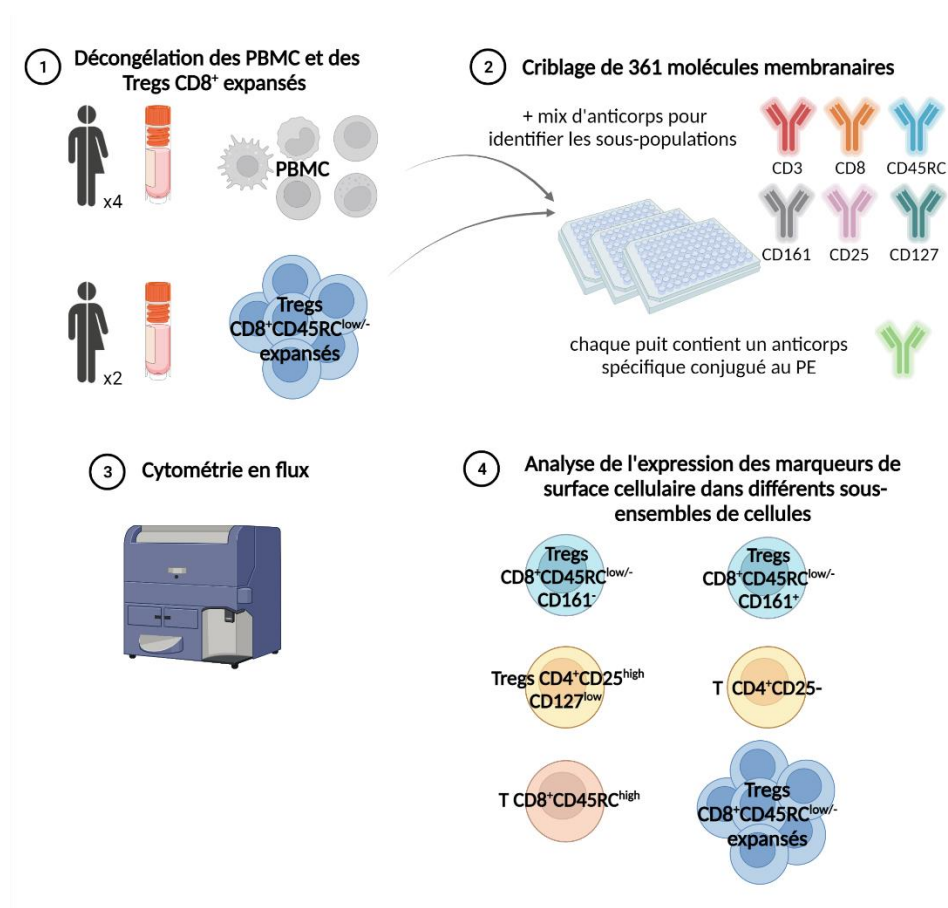 1
Décongélation des PBMC et des
Tregs CD8⁺ expansés
x4
PBMC
x2
Tregs
CD8⁺CD45RCˡᵒʷ/⁻
expansés
2
Criblage de 361 molécules membranaires
+ mix d'anticorps pour
identifier les sous-populations
CD3 CD8 CD45RC
CD161 CD25 CD127
chaque puit contient un anticorps
spécifique conjugué au PE
3
Cytométrie en flux
4
Analyse de l'expression des marqueurs de
surface cellulaire dans différents sous-
ensembles de cellules
Tregs
CD8⁺CD45RCˡᵒʷ/⁻
CD161⁻
Tregs
CD8⁺CD45RCˡᵒʷ/⁻
CD161⁺
Tregs CD4⁺CD25ʰⁱᵍʰ
CD127ˡᵒʷ
T CD4⁺CD25-
T CD8⁺CD45RCʰⁱᵍʰ
Tregs
CD8⁺CD45RCˡᵒʷ/⁻
expansés